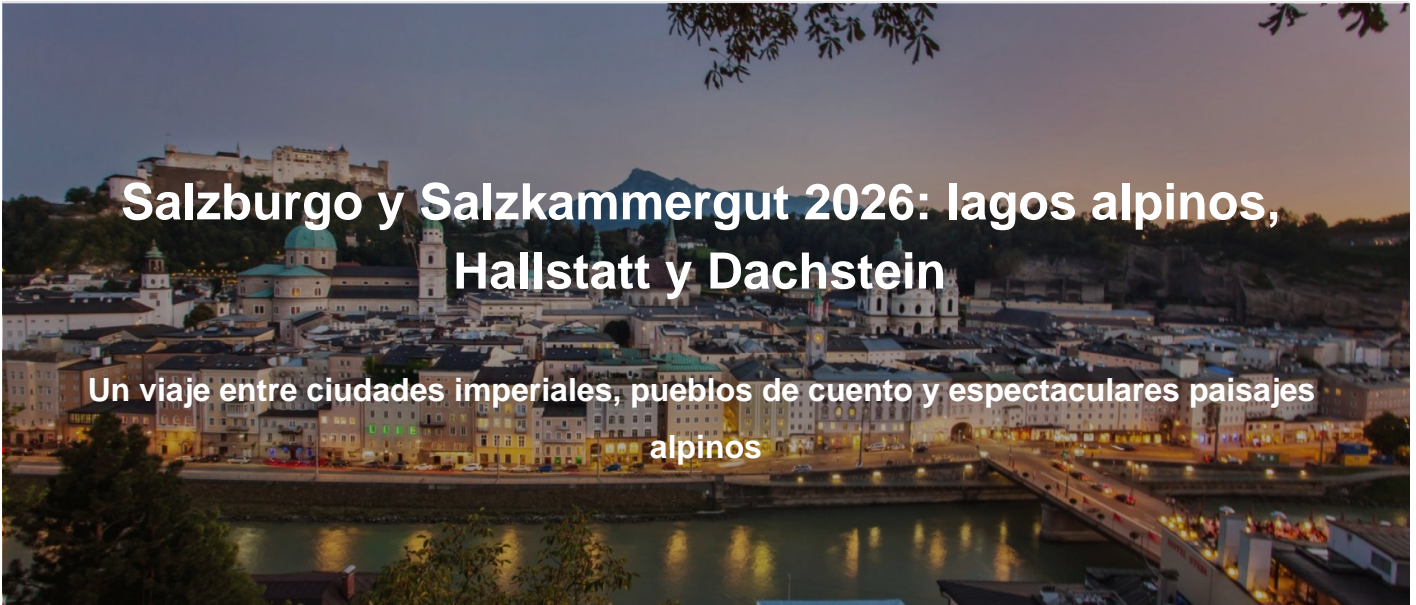 Salzburgo y Salzkammergut 2026: lagos alpinos,
Hallstatt y Dachstein
Un viaje entre ciudades imperiales, pueblos de cuento y espectaculares paisajes
alpinos